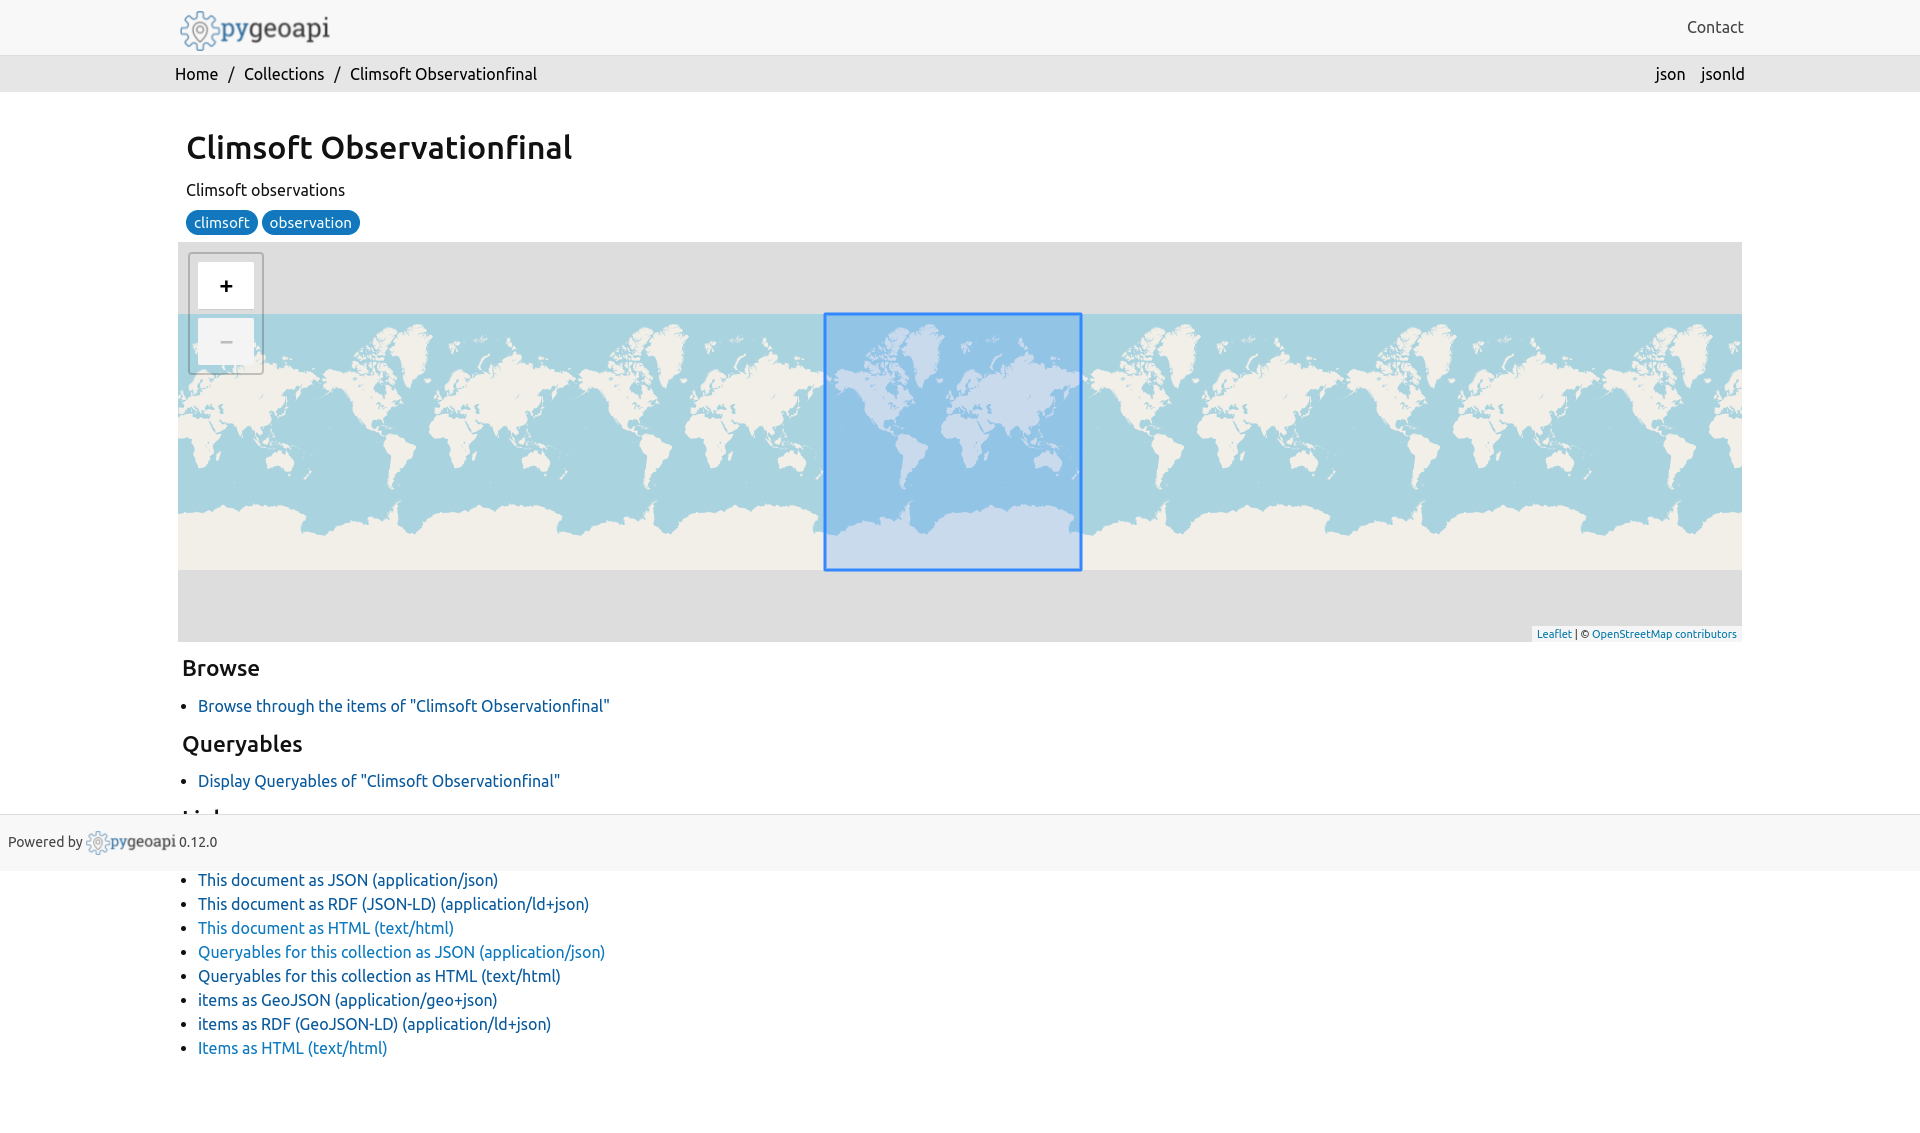 pygeoapi
Contact
Home / Collections / Climsoft Observationfinal
json jsonld
Climsoft Observationfinal
Climsoft observations
climsoft observation
+
−
Leaflet | © OpenStreetMap contributors
Browse
Browse through the items of "Climsoft Observationfinal"
Queryables
Display Queryables of "Climsoft Observationfinal"
Powered by pygeoapi 0.12.0
This document as JSON (application/json)
This document as RDF (JSON-LD) (application/ld+json)
This document as HTML (text/html)
Queryables for this collection as JSON (application/json)
Queryables for this collection as HTML (text/html)
items as GeoJSON (application/geo+json)
items as RDF (GeoJSON-LD) (application/ld+json)
Items as HTML (text/html)